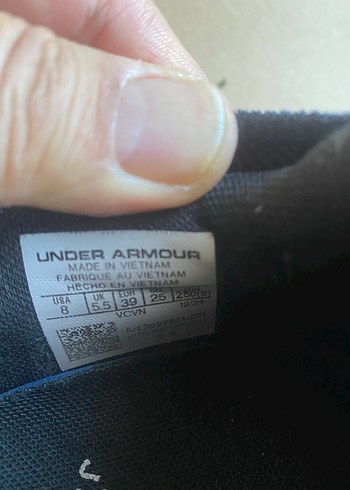 UNDER ARMOUR
MADE IN VIETNAM
FABRIQUÉ AU VIETNAM
HECHO EN VIETNAM
USA UK EUR
8 5.5 39 25
VCVN